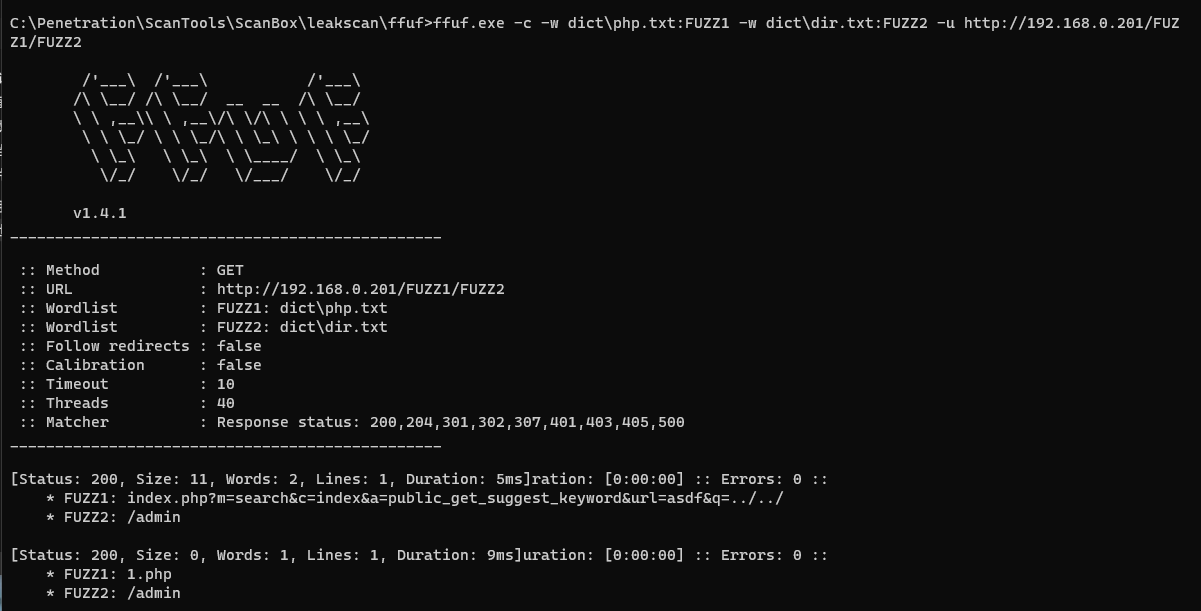 C:\Penetration\ScanTools\ScanBox\leakscan\ffuf>ffuf.exe -c -w dict\php.txt:FUZZ1 -w dict\dir.txt:FUZZ2 -u http://192.168.0.201/FUZ
Z1/FUZZ2
        /'___\  /'___\           /'___\
       /\ \__/ /\ \__/  __  __  /\ \__/
       \ \ ,__\\ \ ,__\/\ \/\ \ \ \ ,__\
        \ \ \_/ \ \ \_/\ \ \_\ \ \ \ \_/
         \ \_\   \ \_\  \ \____/  \ \_\
          \/_/    \/_/   \/___/    \/_/
       v1.4.1
________________________________________________
 :: Method           : GET
 :: URL              : http://192.168.0.201/FUZZ1/FUZZ2
 :: Wordlist         : FUZZ1: dict\php.txt
 :: Wordlist         : FUZZ2: dict\dir.txt
 :: Follow redirects : false
 :: Calibration      : false
 :: Timeout          : 10
 :: Threads          : 40
 :: Matcher          : Response status: 200,204,301,302,307,401,403,405,500
________________________________________________
[Status: 200, Size: 11, Words: 2, Lines: 1, Duration: 5ms]ration: [0:00:00] :: Errors: 0 ::
    * FUZZ1: index.php?m=search&c=index&a=public_get_suggest_keyword&url=asdf&q=../../
    * FUZZ2: /admin
[Status: 200, Size: 0, Words: 1, Lines: 1, Duration: 9ms]uration: [0:00:00] :: Errors: 0 ::
    * FUZZ1: 1.php
    * FUZZ2: /admin